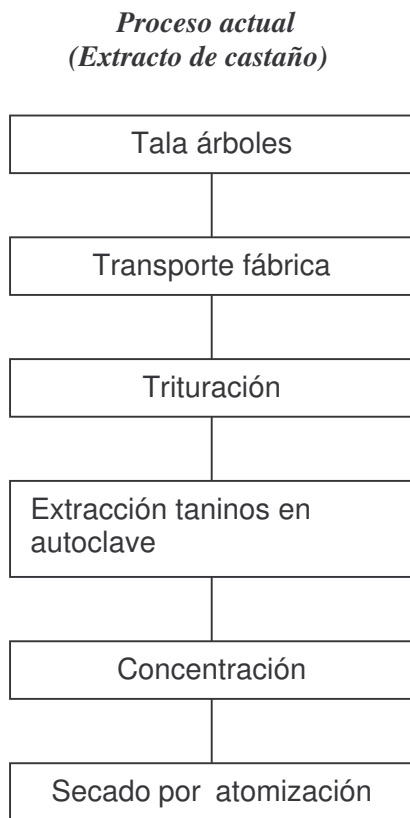 Proceso actual
(Extracto de castaño)
Tala árboles
Transporte fábrica
Trituración
Extracción taninos en
autoclave
Concentración
Secado por atomización